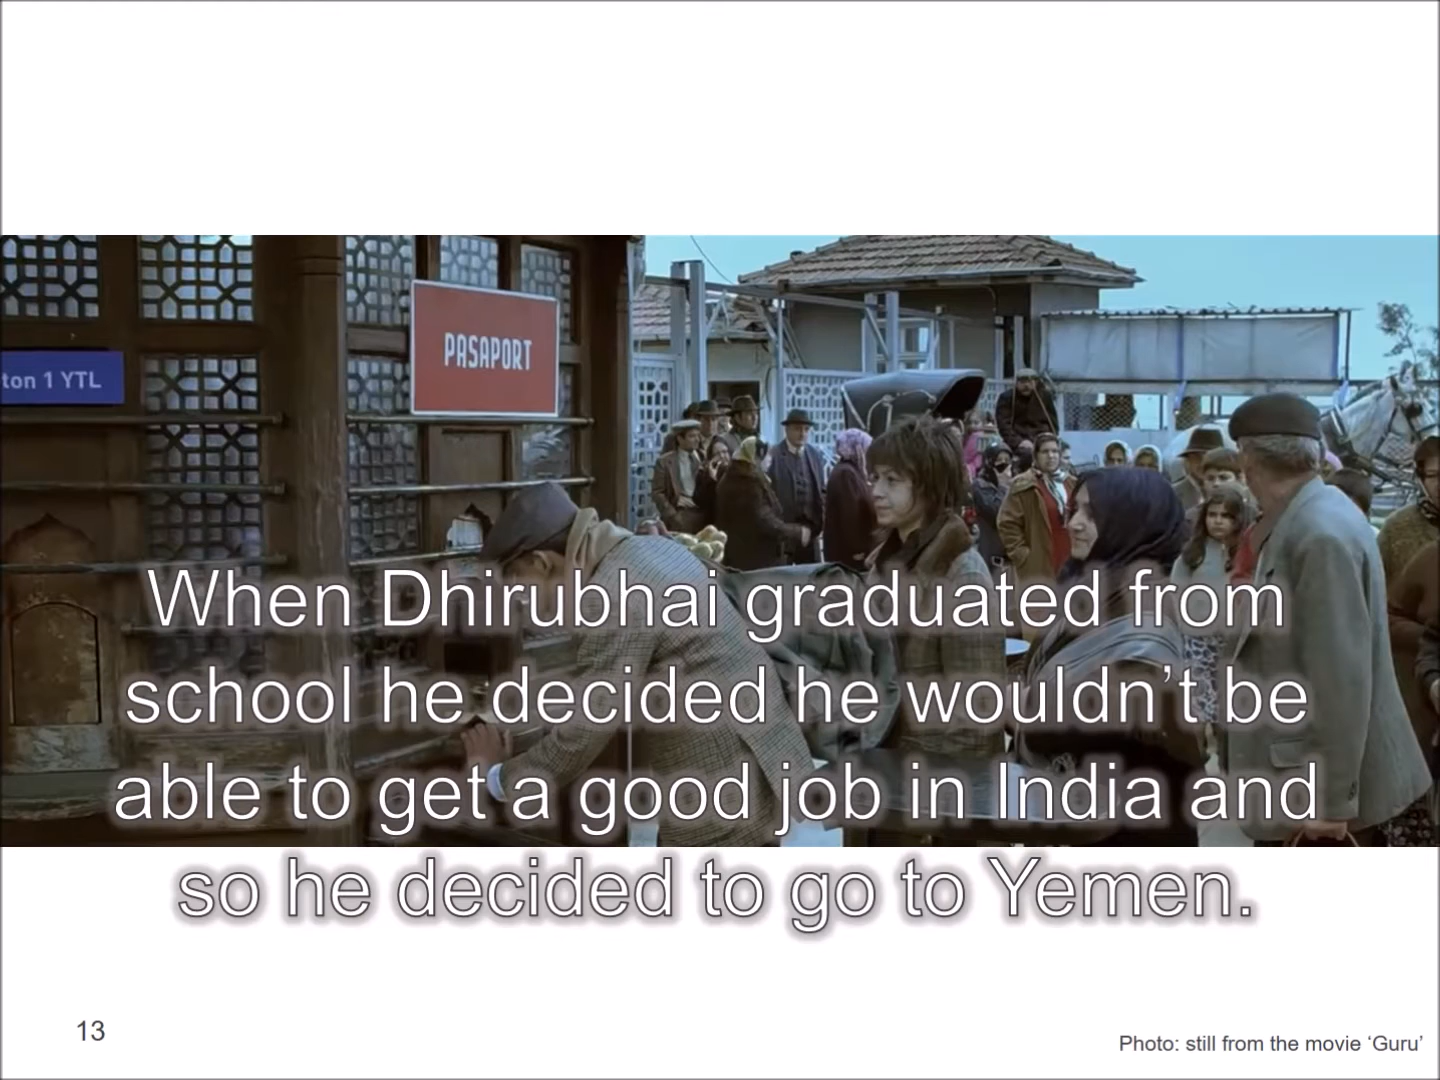 PASAPORT
ton 1 YTL
When Dhirubhai graduated from
school he decided he wouldn’t be
able to get a good job in India and
so he decided to go to Yemen.
13
Photo: still from the movie ‘Guru’